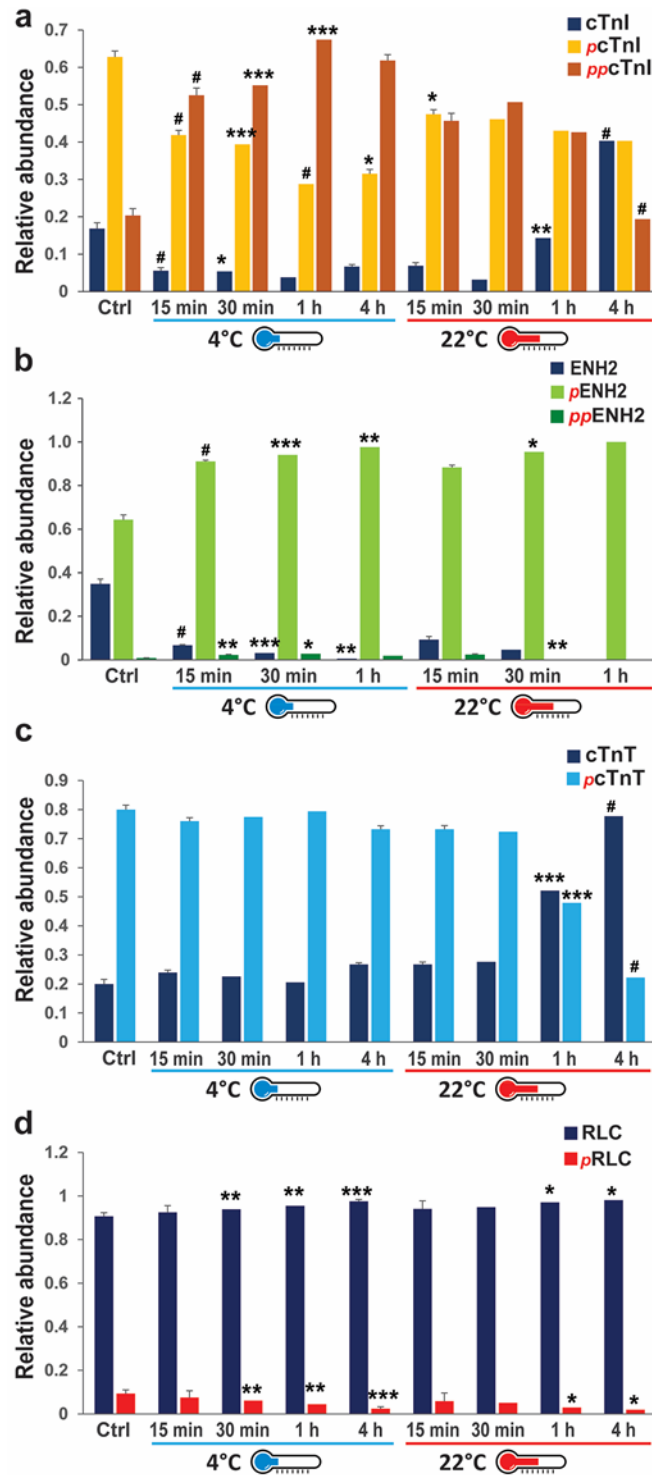 a
cTnI
pcTnI
ppcTnI
Relative abundance
0.7
0.6
0.5
0.4
0.3
0.2
0.1
0
# # # * *** *** # *** * * ** # #
Ctrl 15 min 30 min 1 h 4 h 15 min 30 min 1 h 4 h
4°C 22°C
b
ENH2
pENH2
ppENH2
Relative abundance
1.2
1.0
0.8
0.6
0.4
0.2
0
# # ** *** *** * ** ** * **
Ctrl 15 min 30 min 1 h 15 min 30 min 1 h
4°C 22°C
c
cTnT
pcTnT
Relative abundance
0.9
0.8
0.7
0.6
0.5
0.4
0.3
0.2
0.1
0
*** *** # #
Ctrl 15 min 30 min 1 h 4 h 15 min 30 min 1 h 4 h
4°C 22°C
d
RLC
pRLC
Relative abundance
1.2
1
0.8
0.6
0.4
0.2
0
** ** *** * *
** ** *** * *
Ctrl 15 min 30 min 1 h 4 h 15 min 30 min 1 h 4 h
4°C 22°C